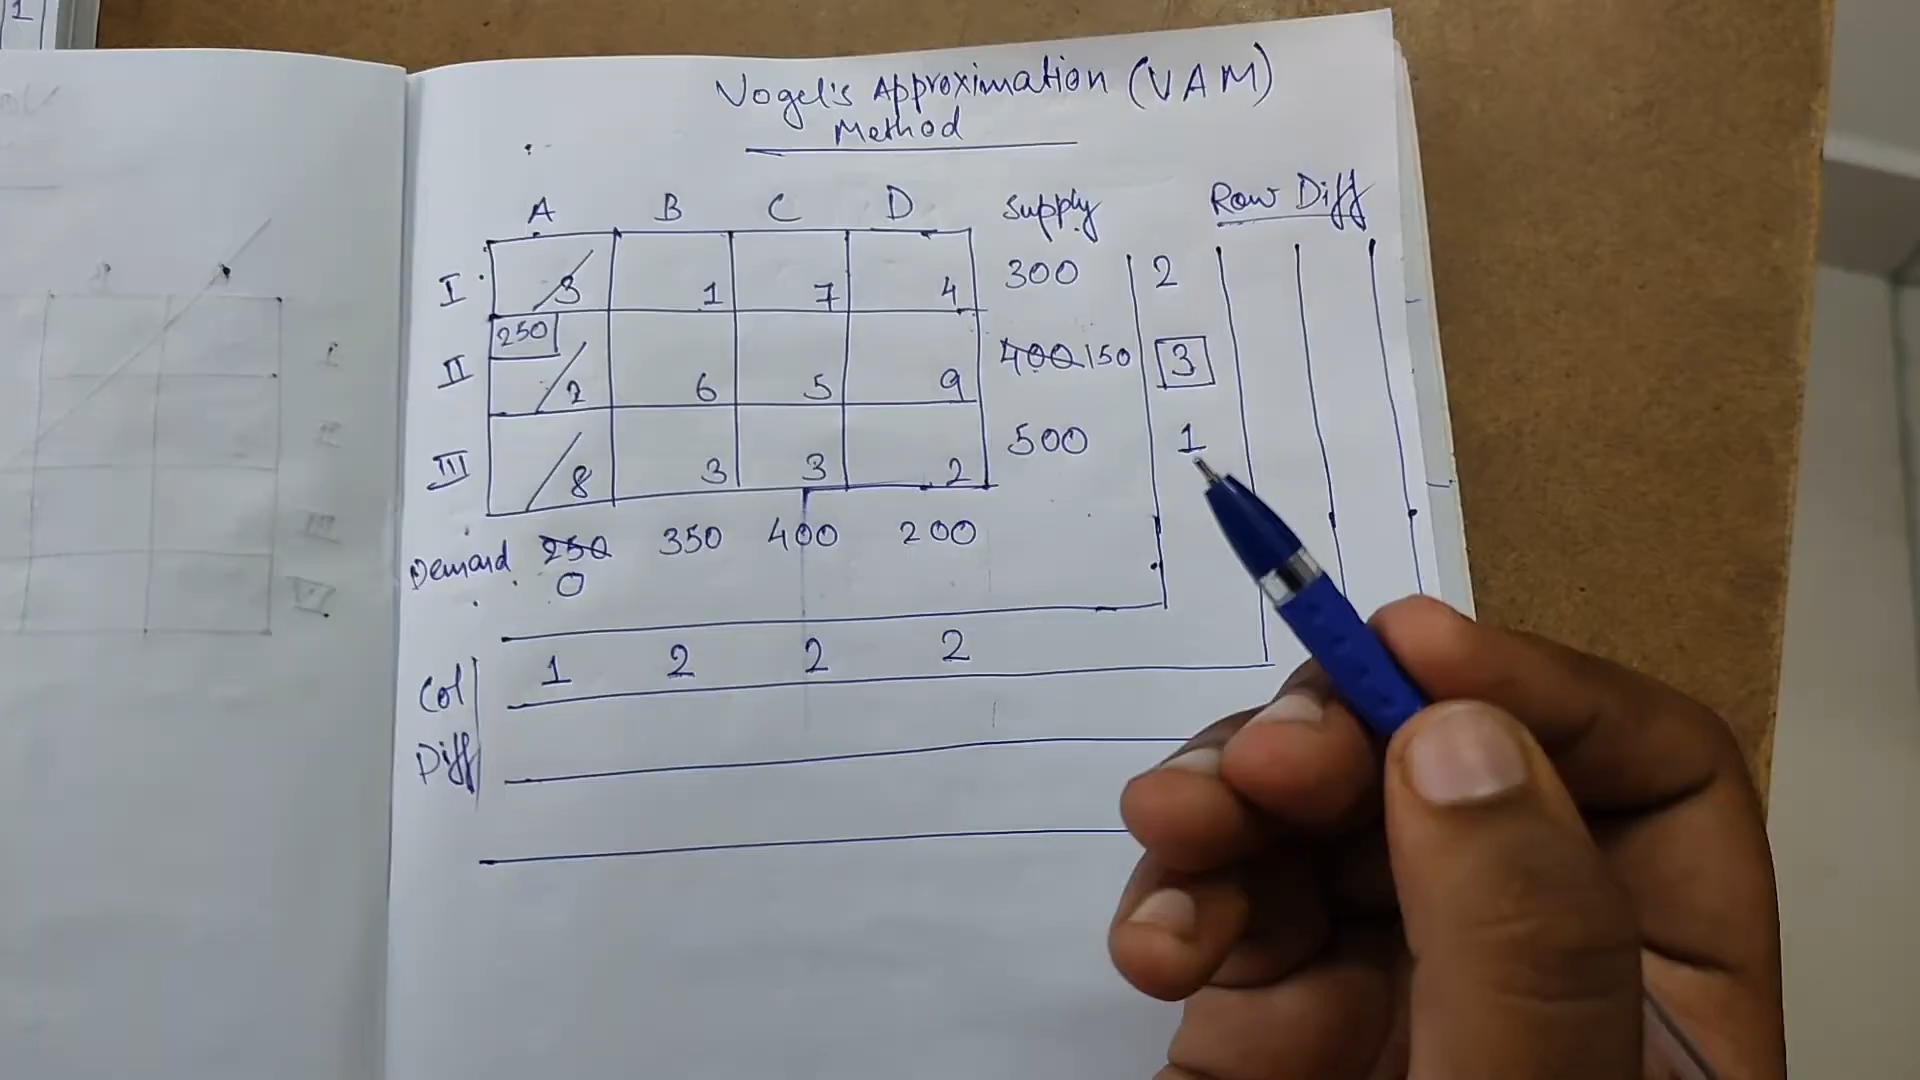 1
Vogel's Approximation (VAM)
Method
A B C D Supply Row Diff
I 3 1 7 4 300 2
250
II 2 6 5 9 400 150 3
III 8 3 3 2 500 1
Demand 250 350 400 200
0
Col 1 2 2 2
Diff